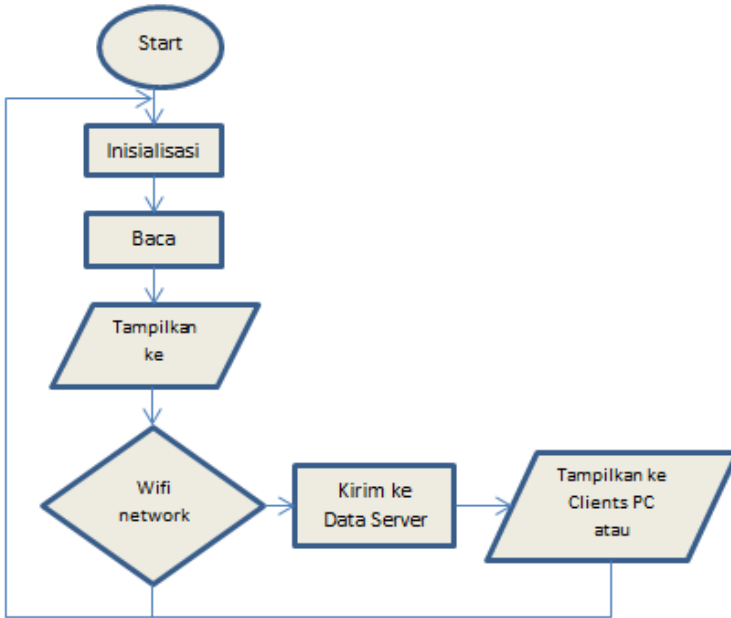 Start
Inisialisasi
Baca
Tampilkan
ke
Wifi
network
Kirim ke
Data Server
Tampilkan ke
Clients PC
atau